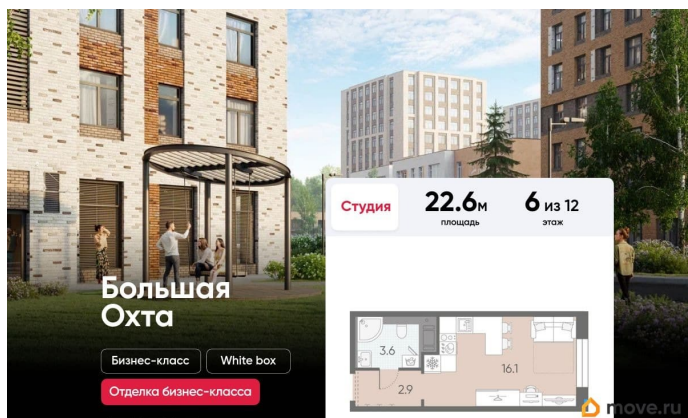 Студия
22.6м
площадь
6 из 12
этаж
Большая
Охта
Бизнес-класс
White box
Отделка бизнес-класса
3.6
16.1
2.9
move.ru